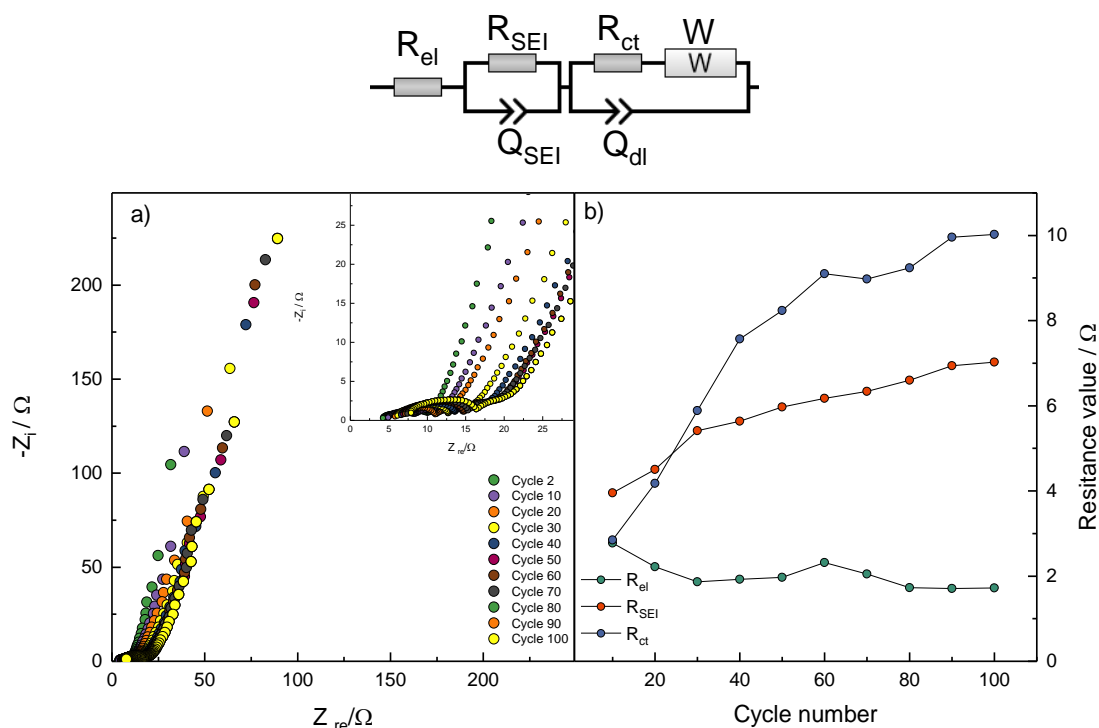 R_el
R_SEI
R_ct
W
W
Q_SEI
Q_dl
a)
-Z_i / Ω
200
150
100
50
0
0 50 100 150 200
Z_re/Ω
-Z_i / Ω
25
20
15
10
5
0
0 5 10 15 20 25
Z_re/Ω
Cycle 2
Cycle 10
Cycle 20
Cycle 30
Cycle 40
Cycle 50
Cycle 60
Cycle 70
Cycle 80
Cycle 90
Cycle 100
b)
R_el
R_SEI
R_ct
20 40 60 80 100
Cycle number
10
8
6
4
2
0
Resitance value / Ω